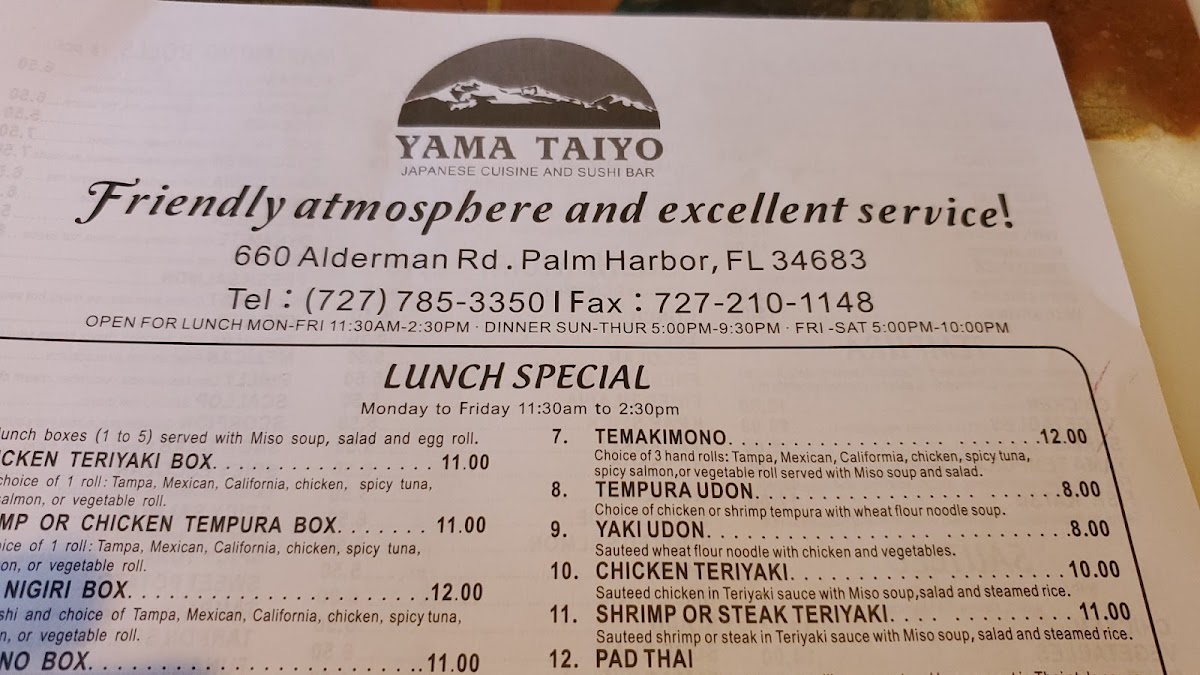 YAMA TAIYO
JAPANESE CUISINE AND SUSHI BAR
Friendly atmosphere and excellent service!
660 Alderman Rd. Palm Harbor, FL 34683
Tel : (727) 785-3350 I Fax : 727-210-1148
OPEN FOR LUNCH MON-FRI 11:30AM-2:30PM · DINNER SUN-THUR 5:00PM-9:30PM · FRI -SAT 5:00PM-10:00PM
LUNCH SPECIAL
Monday to Friday 11:30am to 2:30pm
lunch boxes (1 to 5) served with Miso soup, salad and egg roll.
CKEN TERIYAKI BOX. . . . . . . . . . . . . . . . . 11.00
choice of 1 roll: Tampa, Mexican, California, chicken, spicy tuna,
salmon, or vegetable roll.
MP OR CHICKEN TEMPURA BOX. . . . . . . 11.00
ice of 1 roll: Tampa, Mexican, California, chicken, spicy tuna,
on, or vegetable roll.
NIGIRI BOX. . . . . . . . . . . . . . . . . . . . . . . 12.00
shi and choice of Tampa, Mexican, California, chicken, spicy tuna,
n, or vegetable roll.
NO BOX. . . . . . . . . . . . . . . . . . . . . . . . . 11.00
7. TEMAKIMONO. . . . . . . . . . . . . . . . . . . . . . . . .12.00
Choice of 3 hand rolls: Tampa, Mexican, Califormia, chicken, spicy tuna,
spicy salmon,or vegetable roll served with Miso soup and salad.
8. TEMPURA UDON. . . . . . . . . . . . . . . . . . . . . . . .8.00
Choice of chicken or shrimp tempura with wheat flour noodle soup.
9. YAKI UDON. . . . . . . . . . . . . . . . . . . . . . . . . . . .8.00
Sauteed wheat flour noodle with chicken and vegetables.
10. CHICKEN TERIYAKI. . . . . . . . . . . . . . . . . . . . . 10.00
Sauteed chicken in Teriyaki sauce with Miso soup,salad and steamed rice.
11. SHRIMP OR STEAK TERIYAKI. . . . . . . . . . . . . . 11.00
Sauteed shrimp or steak in Teriyaki sauce with Miso soup, salad and steamed rice.
12. PAD THAI